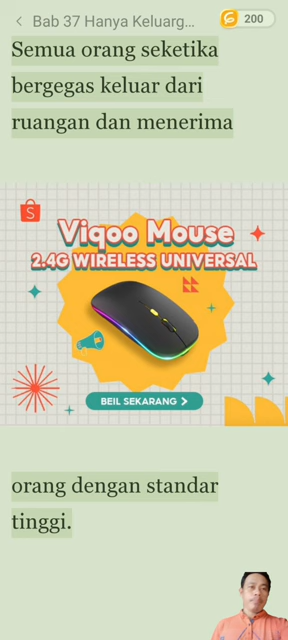 Bab 37 Hanya Keluarg...
200
Semua orang seketika
bergegas keluar dari
ruangan dan menerima
S
Viqoo Mouse
2.4G WIRELESS UNIVERSAL
BEIL SEKARANG
orang dengan standar
tinggi.